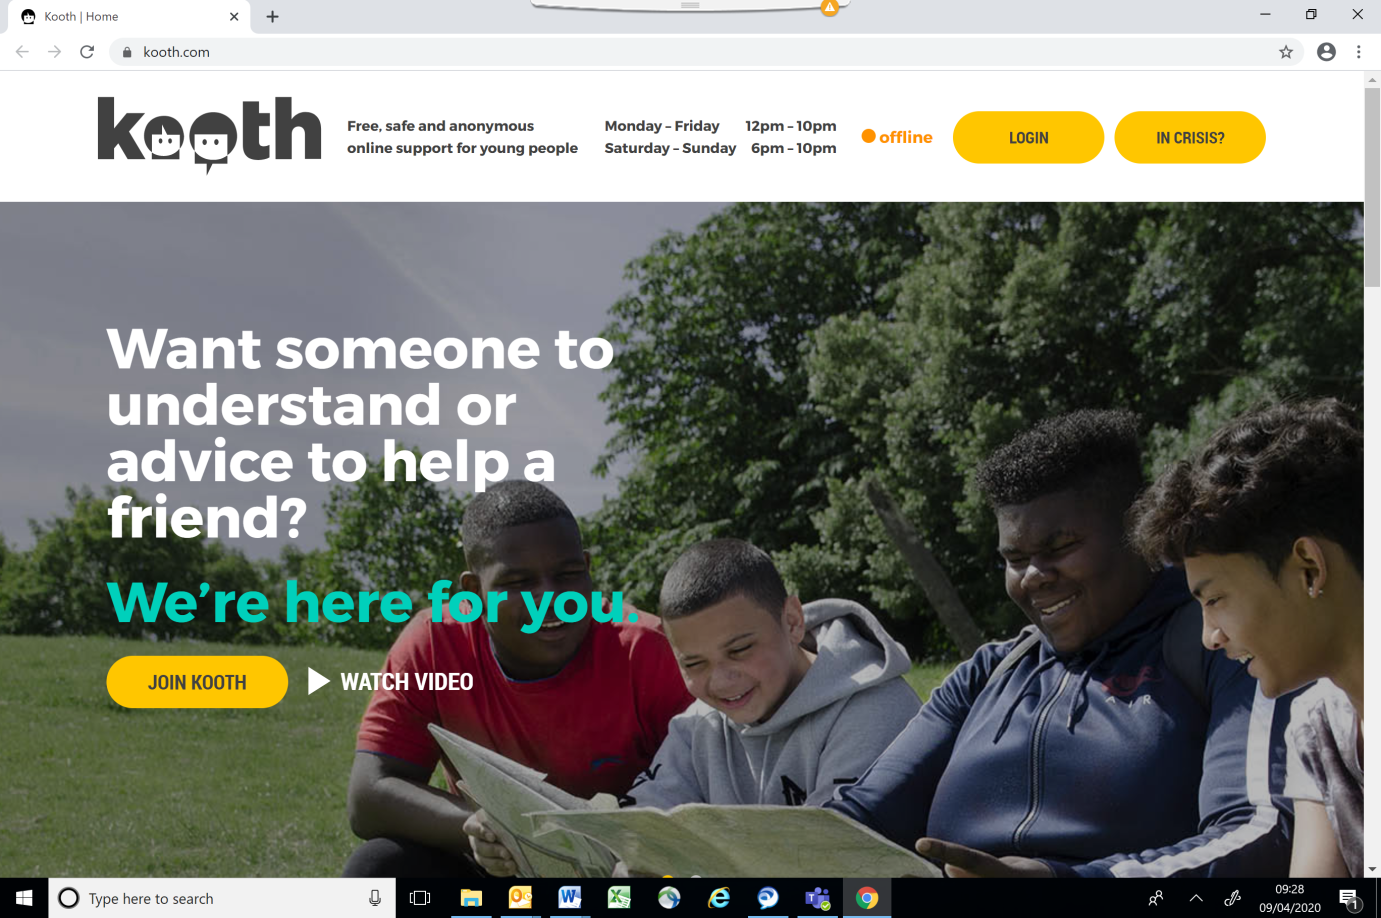 Kooth | Home
kooth.com
kooth
Free, safe and anonymous
online support for young people
Monday – Friday 12pm – 10pm
Saturday – Sunday 6pm – 10pm
offline
LOGIN
IN CRISIS?
Want someone to
understand or
advice to help a
friend?
We're here for you.
JOIN KOOTH
WATCH VIDEO
AIR
Type here to search
09:28
09/04/2020
1